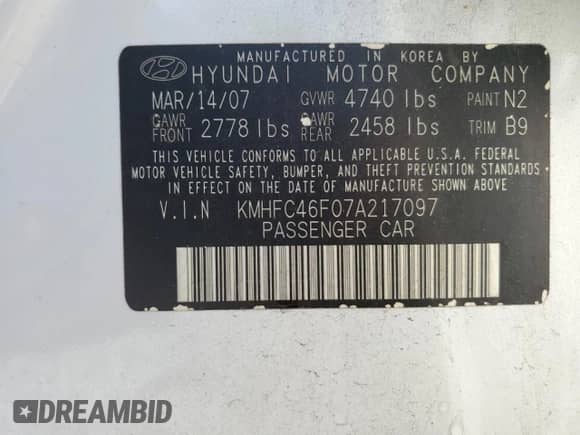 MANUFACTURED IN KOREA BY
HYUNDAI MOTOR COMPANY
MAR/14/07 GVWR 4740 lbs PAINT N2
GAWR FRONT 2778 lbs GAWR REAR 2458 lbs TRIM B9
THIS VEHICLE CONFORMS TO ALL APPLICABLE U.S.A. FEDERAL
MOTOR VEHICLE SAFETY, BUMPER, AND THEFT PREVENTION STANDARDS
IN EFFECT ON THE DATE OF MANUFACTURE SHOWN ABOVE.
V.I.N KMHFC46F07A217097
PASSENGER CAR
DREAMBID